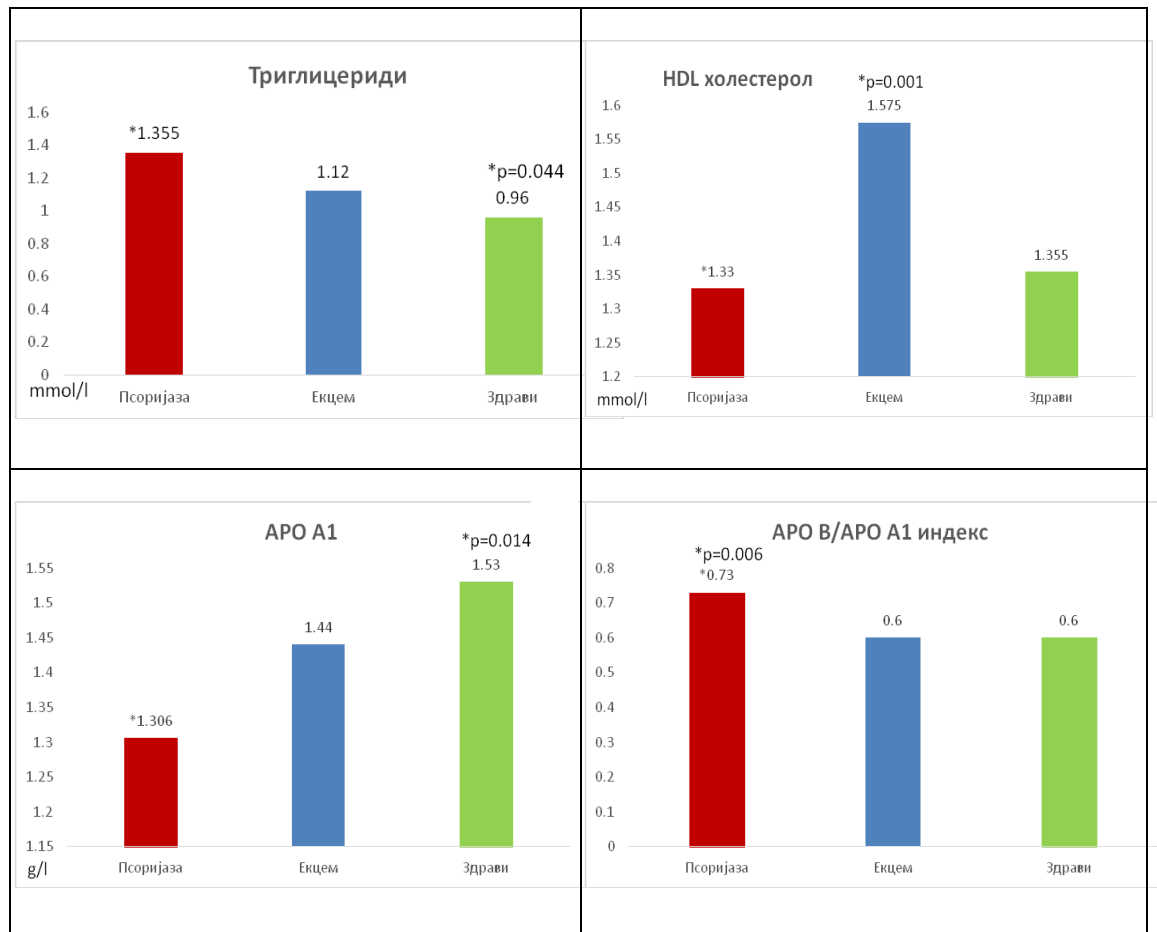 Триглицериди
1.6
1.4
1.2
1
0.8
0.6
0.4
0.2
0
mmol/l
*1.355
1.12
*p=0.044
0.96
Псоријаза
Екцем
Здрави
HDL холестерол
1.6
1.55
1.5
1.45
1.4
1.35
1.3
1.25
1.2
mmol/l
*1.33
*p=0.001
1.575
1.355
Псоријаза
Екцем
Здрави
APO A1
1.55
1.5
1.45
1.4
1.35
1.3
1.25
1.2
1.15
g/l
*1.306
1.44
*p=0.014
1.53
Псоријаза
Екцем
Здрави
APO B/APO A1 индекс
0.8
0.7
0.6
0.5
0.4
0.3
0.2
0.1
0
*p=0.006
*0.73
0.6
0.6
Псоријаза
Екцем
Здрави